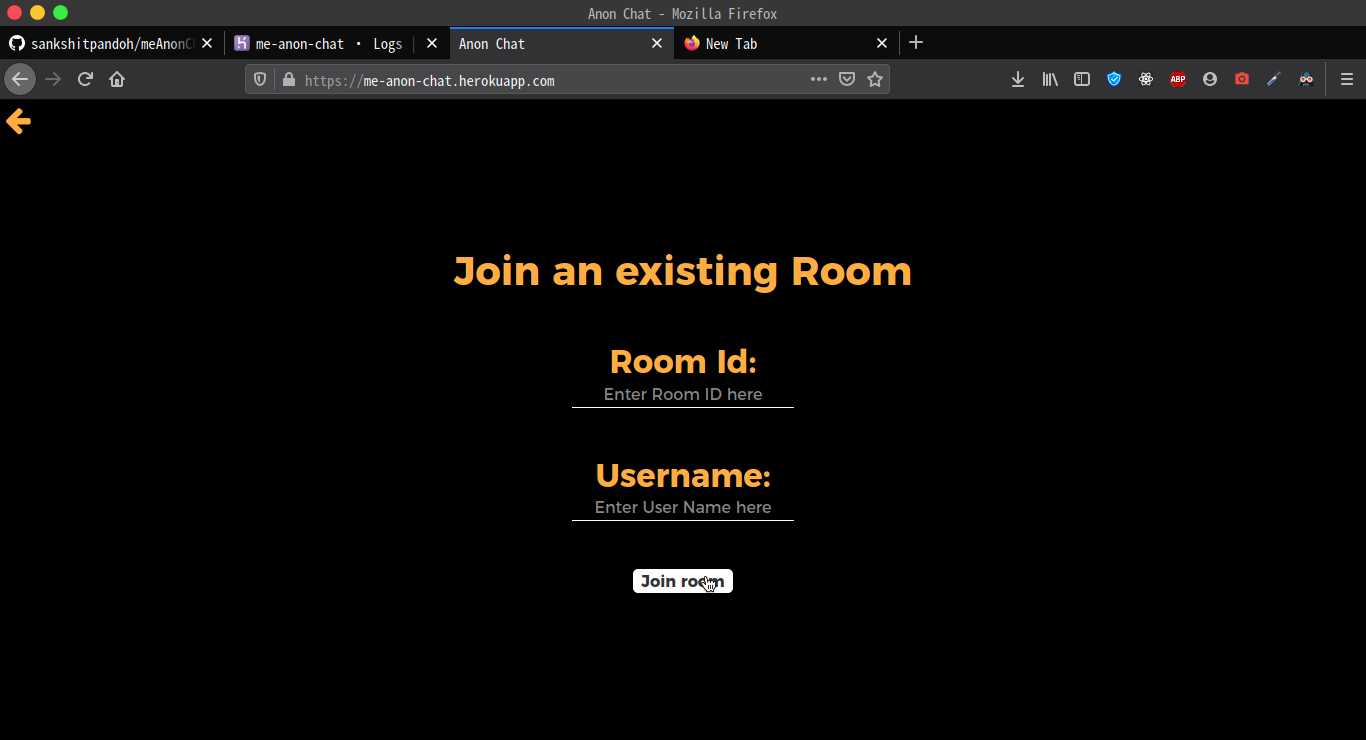 Anon Chat - Mozilla Firefox
sankshitpandoh/meAnonC
me-anon-chat • Logs |
Anon Chat
New Tab
https://me-anon-chat.herokuapp.com
ABP
Join an existing Room
Room Id:
Enter Room ID here
Username:
Enter User Name here
Join room